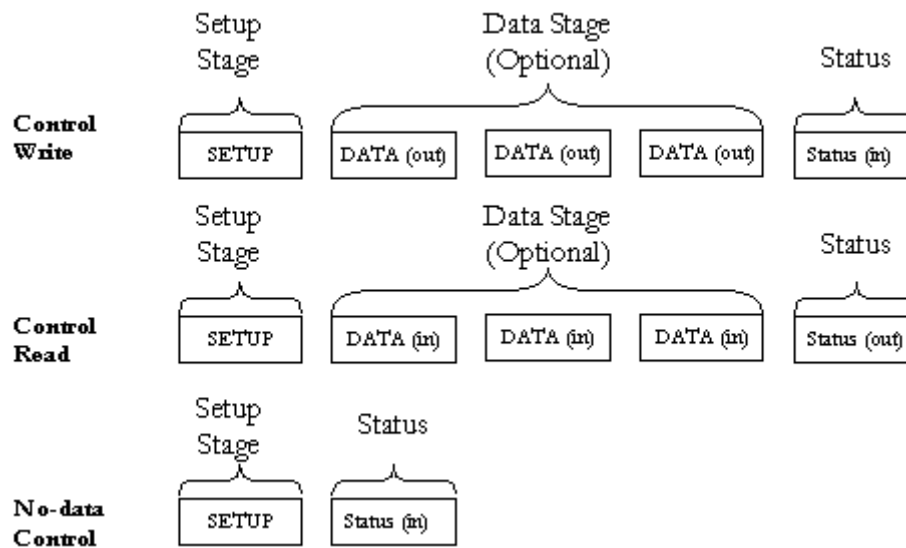 Setup
Stage
Data Stage
(Optional)
Status
Control
Write
SETUP
DATA (out)
DATA (out)
DATA (out)
Status (in)
Setup
Stage
Data Stage
(Optional)
Status
Control
Read
SETUP
DATA (in)
DATA (in)
DATA (in)
Status (out)
Setup
Stage
Status
No-data
Control
SETUP
Status (in)